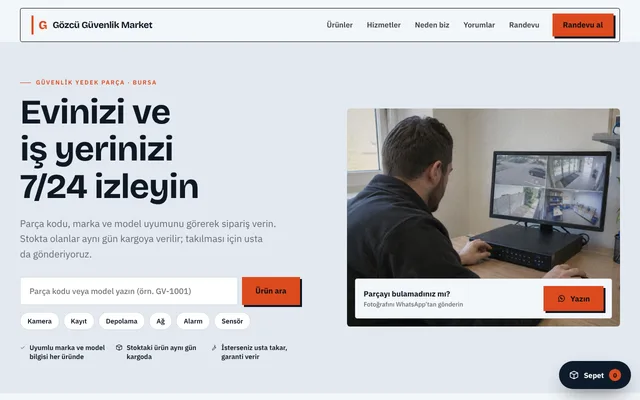 G Gözcü Güvenlik Market
Ürünler Hizmetler Neden biz Yorumlar Randevu Randevu al
GÜVENLİK YEDEK PARÇA · BURSA
Evinizi ve
iş yerinizi
7/24 izleyin
Parça kodu, marka ve model uyumunu görerek sipariş verin.
Stokta olanlar aynı gün kargoya verilir; takılması için usta
da gönderiyoruz.
Parça kodu veya model yazın (örn. GV-1001)
Ürün ara
Kamera Kayıt Depolama Ağ Alarm Sensör
Uyumlu marka ve model
bilgisi her üründe
Stoktaki ürün aynı gün
kargoda
İsterseniz usta takar,
garanti verir
Parçayı bulamadınız mı?
Fotoğrafını WhatsApp'tan gönderin
Yazın
Sepet 0